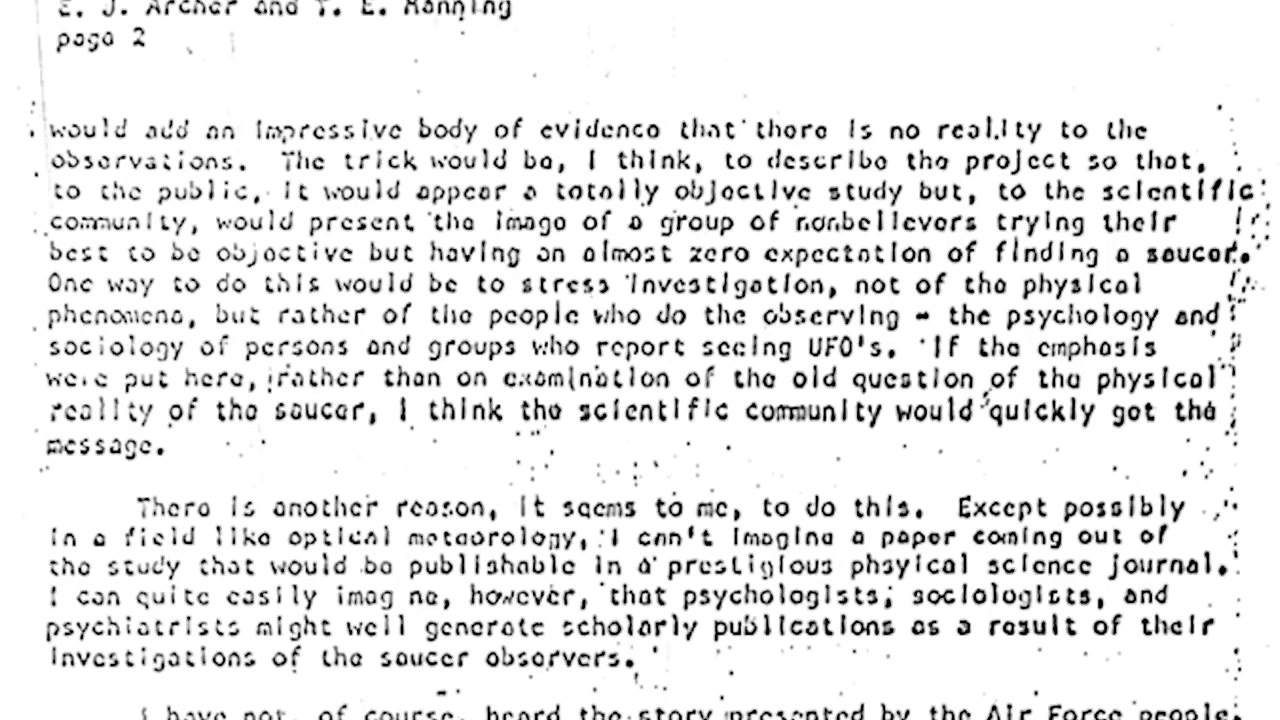 E. J. Archer and T. E. Manning
page 2
would add an impressive body of evidence that there is no reality to the
observations. The trick would be, I think, to describe the project so that,
to the public, it would appear a totally objective study but, to the scientific
community, would present the image of a group of nonbelievers trying their
best to be objective but having an almost zero expectation of finding a saucer.
One way to do this would be to stress investigation, not of the physical
phenomena, but rather of the people who do the observing - the psychology and
sociology of persons and groups who report seeing UFO's. If the emphasis
were put here, rather than on examination of the old question of the physical
reality of the saucer, I think the scientific community would quickly get the
message.
There is another reason, it seems to me, to do this. Except possibly
in a field like optical meteorology, I can't imagine a paper coming out of
the study that would be publishable in a prestigious phsyical science journal.
I can quite easily imag ne, however, that psychologists, sociologists, and
psychiatrists might well generate scholarly publications as a result of their
investigations of the saucer observers.
I have not, of course, heard the story presented by the Air Force people.